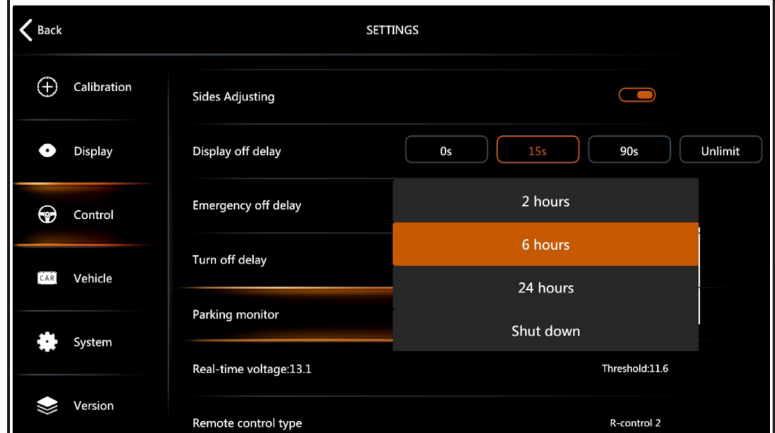 Back
SETTINGS
Calibration
Sides Adjusting
Display
Display off delay
0s
15s
90s
Unlimit
Control
Emergency off delay
2 hours
6 hours
Turn off delay
24 hours
CAR
Vehicle
Parking monitor
Shut down
System
Real-time voltage:13.1
Threshold:11.6
Version
Remote control type
R-control 2